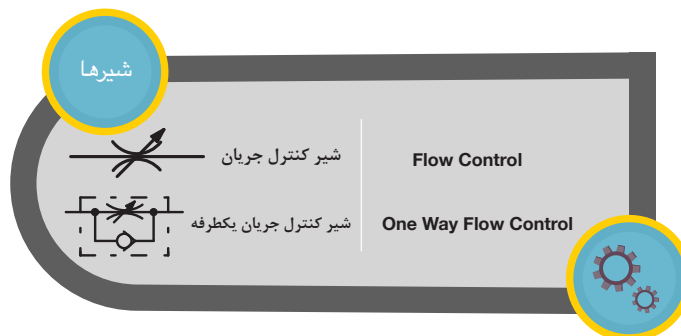 شیرها
شیر کنترل جریان
Flow Control
شیر کنترل جریان یکطرفه
One Way Flow Control